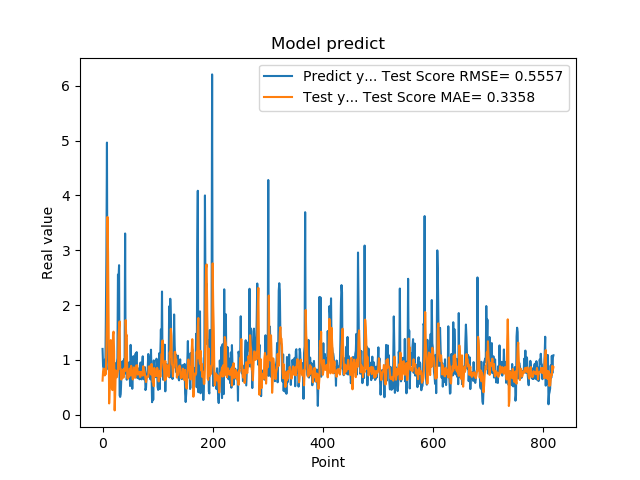 Model predict
Predict y... Test Score RMSE= 0.5557
Test y... Test Score MAE= 0.3358
6
5
4
3
2
1
0
Real value
0 200 400 600 800
Point